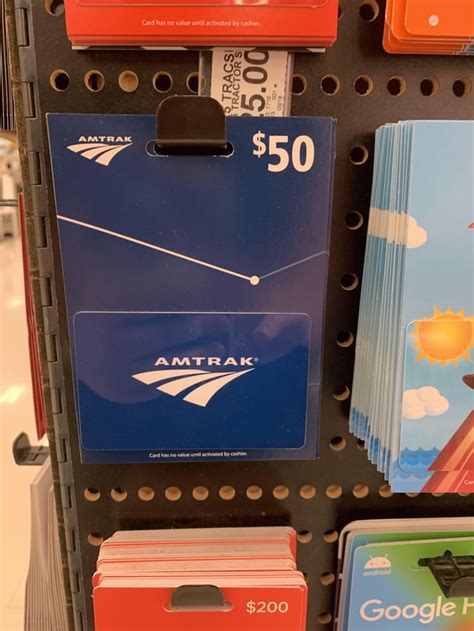 Card has no value until activated by cashier.
AMTRAK
$50
AMTRAK®
Card has no value until activated by cashier.
$200
android
Google